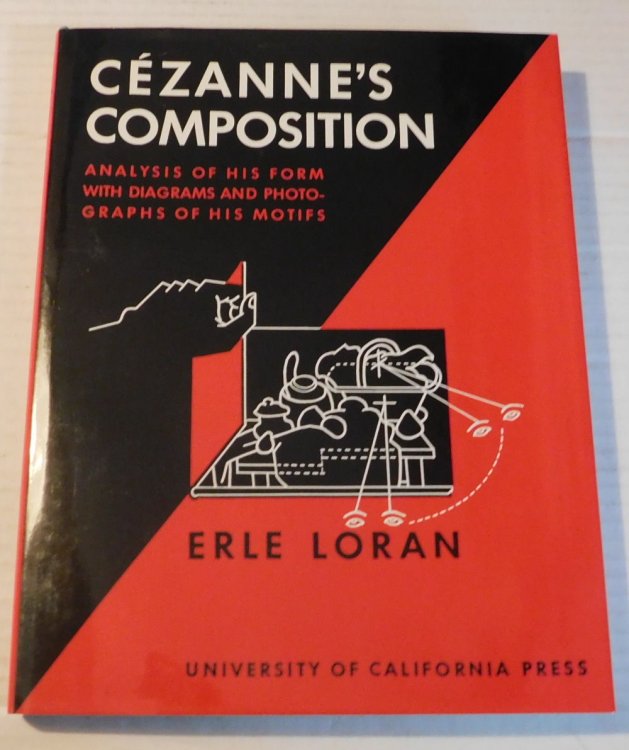 CÉZANNE'S
COMPOSITION
ANALYSIS OF HIS FORM
WITH DIAGRAMS AND PHOTO-
GRAPHS OF HIS MOTIFS
ERLE LORAN
UNIVERSITY OF CALIFORNIA PRESS